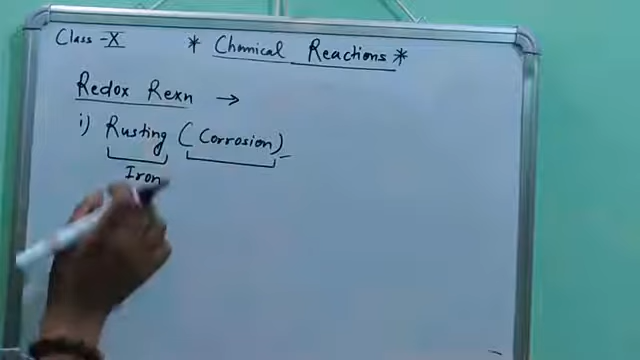 Class - X
* Chemical Reactions *
Redox Rexn →
i) Rusting (Corrosion)
Iron